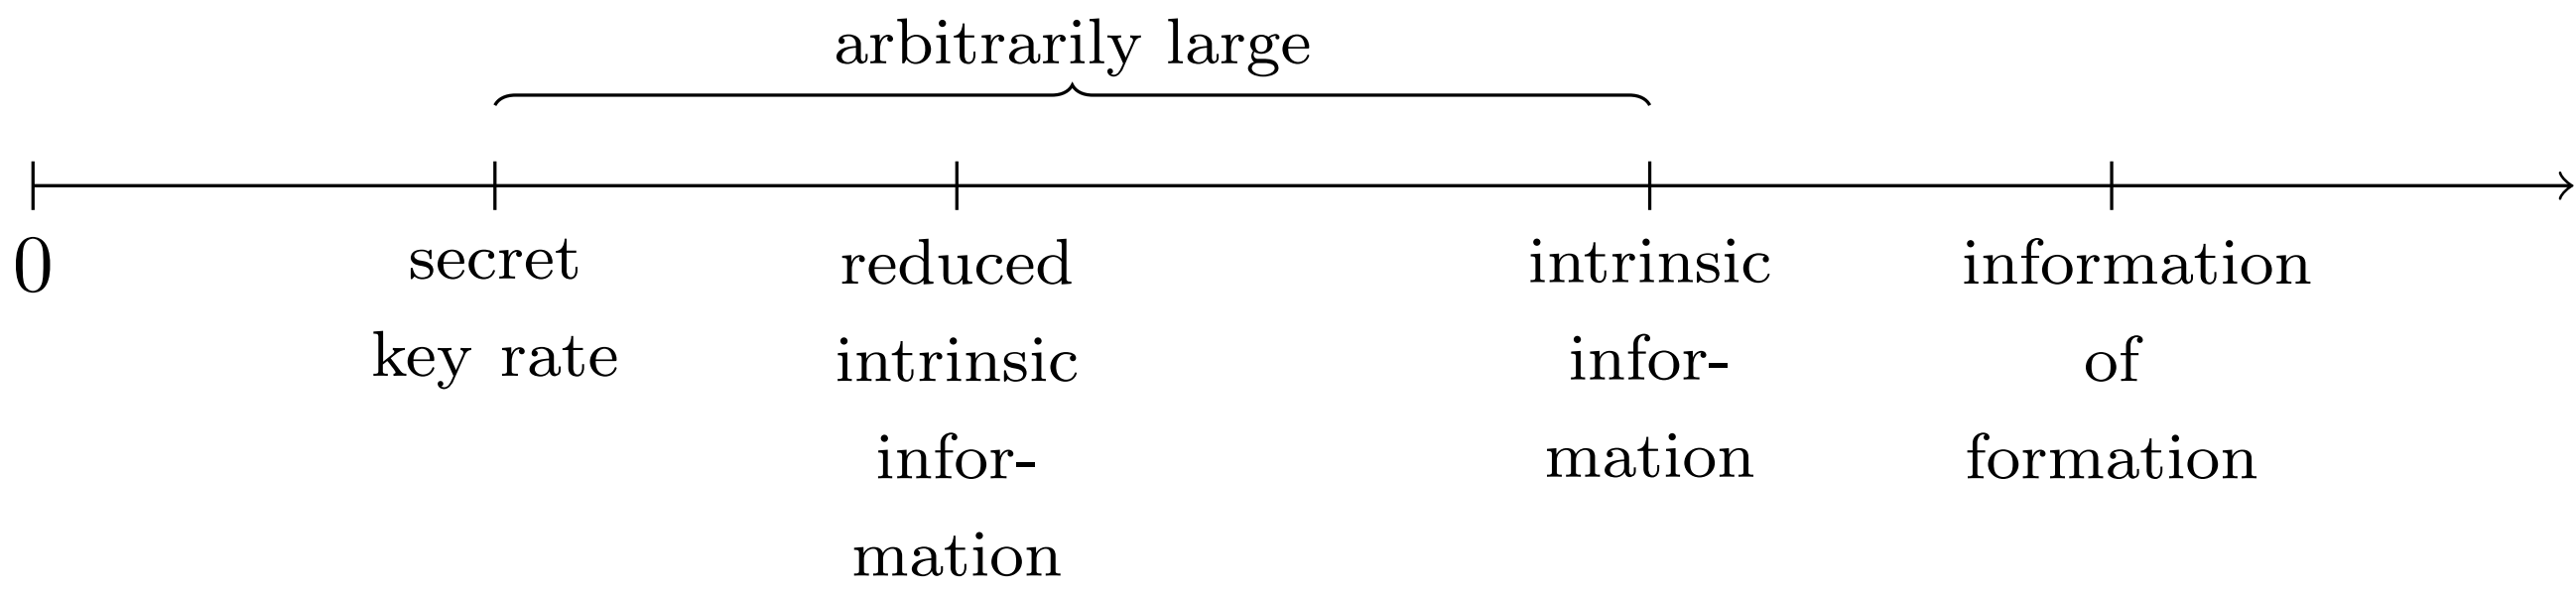 arbitrarily large
0
secret
key rate
reduced
intrinsic
infor-
mation
intrinsic
infor-
mation
information
of
formation